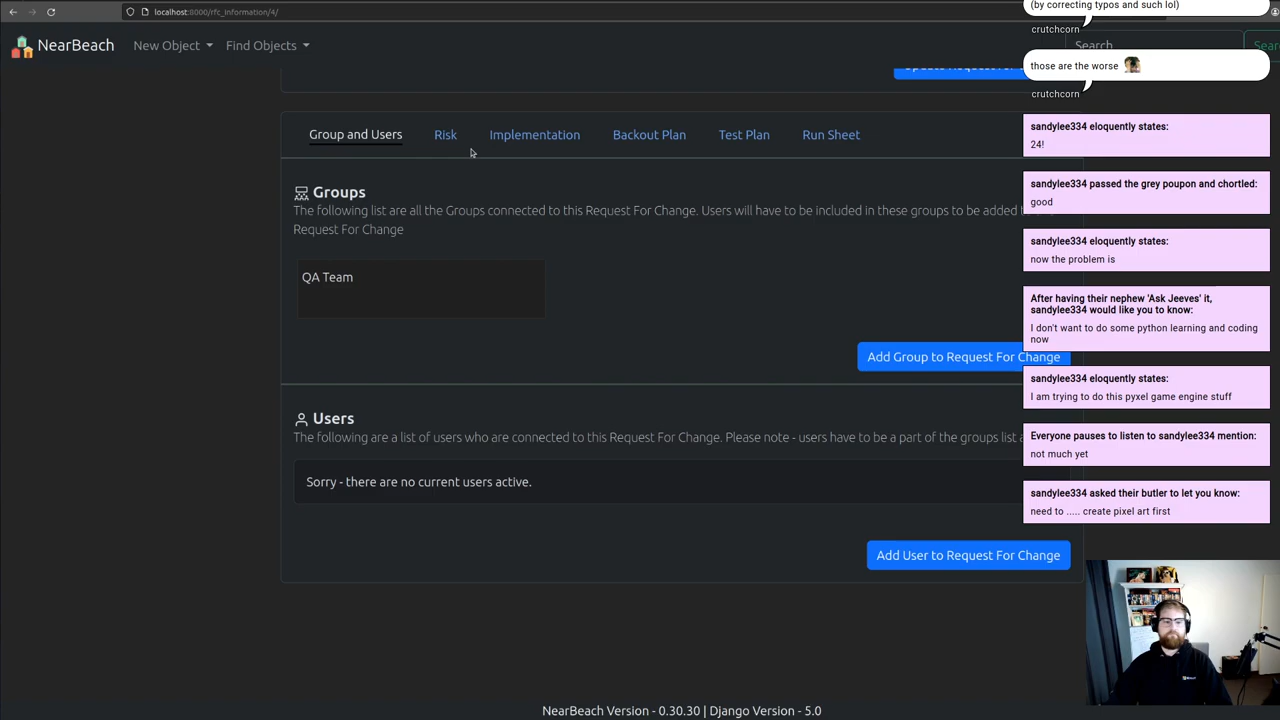 localhost:8000/rfc_information/4/
NearBeach
New Object
Find Objects
Search
Group and Users
Risk
Implementation
Backout Plan
Test Plan
Run Sheet
Groups
The following list are all the Groups connected to this Request For Change. Users will have to be included in these groups to be added
Request For Change
QA Team
Add Group to Request For Change
Users
The following are a list of users who are connected to this Request For Change. Please note - users have to be a part of the groups list
Sorry - there are no current users active.
Add User to Request For Change
NearBeach Version - 0.30.30 | Django Version - 5.0
(by correcting typos and such lol)
crutchcorn
those are the worse
crutchcorn
sandylee334 eloquently states:
24!
sandylee334 passed the grey poupon and chortled:
good
sandylee334 eloquently states:
now the problem is
After having their nephew 'Ask Jeeves' it,
sandylee334 would like you to know:
I don't want to do some python learning and coding
now
sandylee334 eloquently states:
I am trying to do this pyxel game engine stuff
Everyone pauses to listen to sandylee334 mention:
not much yet
sandylee334 asked their butler to let you know:
need to ..... create pixel art first